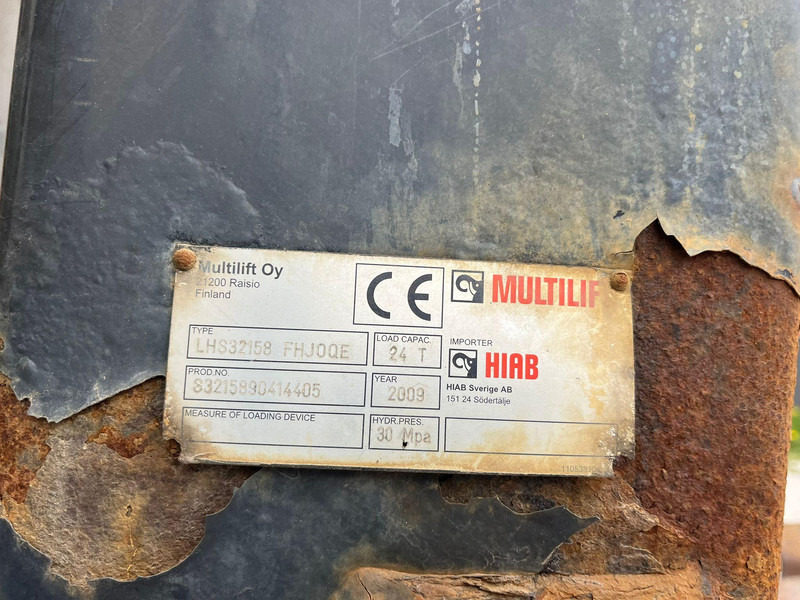 Multilift Oy
21200 Raisio
Finland
CE
MULTILIF
TYPE
LHS32158 FHJ0QE
LOAD CAPAC.
24 T
IMPORTER
HIAB
PROD.NO.
S3215890414405
YEAR
2009
HIAB Sverige AB
151 24 Södertälje
MEASURE OF LOADING DEVICE
HYDR.PRES.
30 Mpa